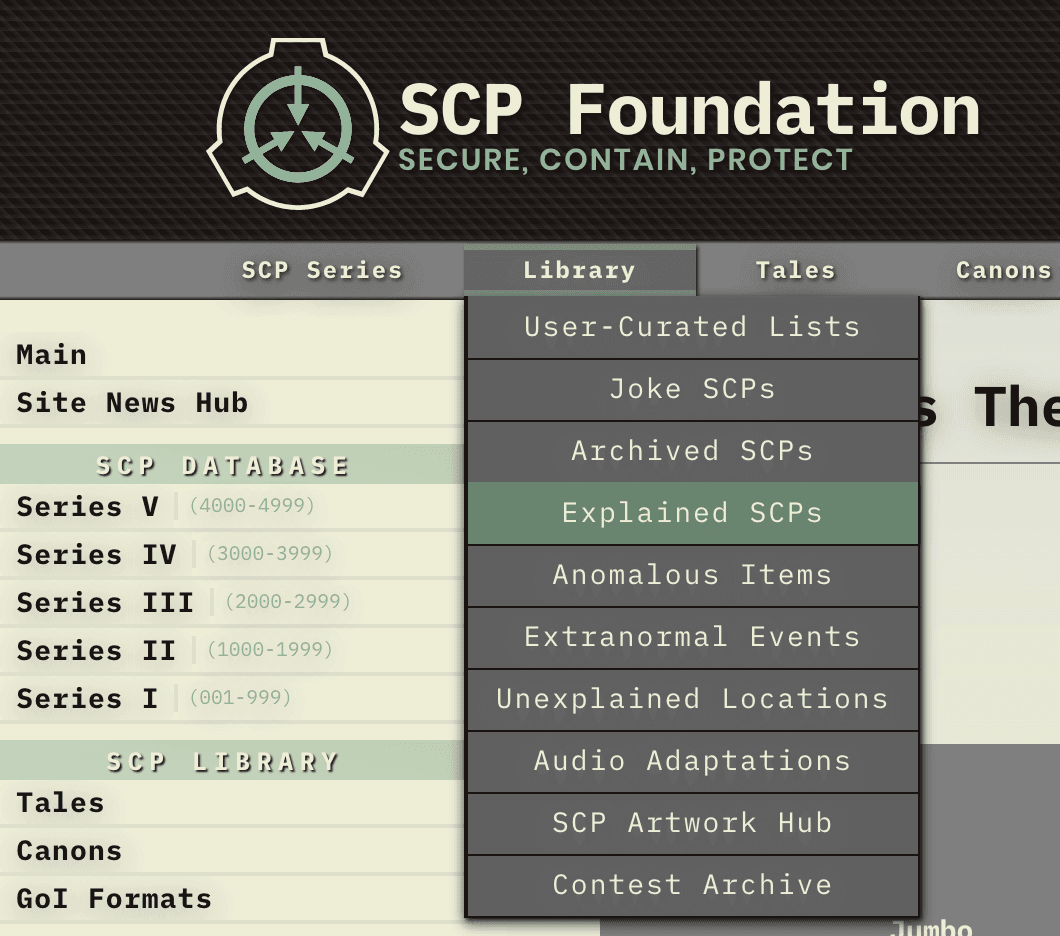 SCP Foundation
SECURE, CONTAIN, PROTECT
SCP Series
Library
Tales
Canons
User-Curated Lists
Joke SCPs
Archived SCPs
Explained SCPs
Anomalous Items
Extranormal Events
Unexplained Locations
Audio Adaptations
SCP Artwork Hub
Contest Archive
Main
Site News Hub
SCP DATABASE
Series V (4000-4999)
Series IV (3000-3999)
Series III (2000-2999)
Series II (1000-1999)
Series I (001-999)
SCP LIBRARY
Tales
Canons
GoI Formats
s The
Jumbo